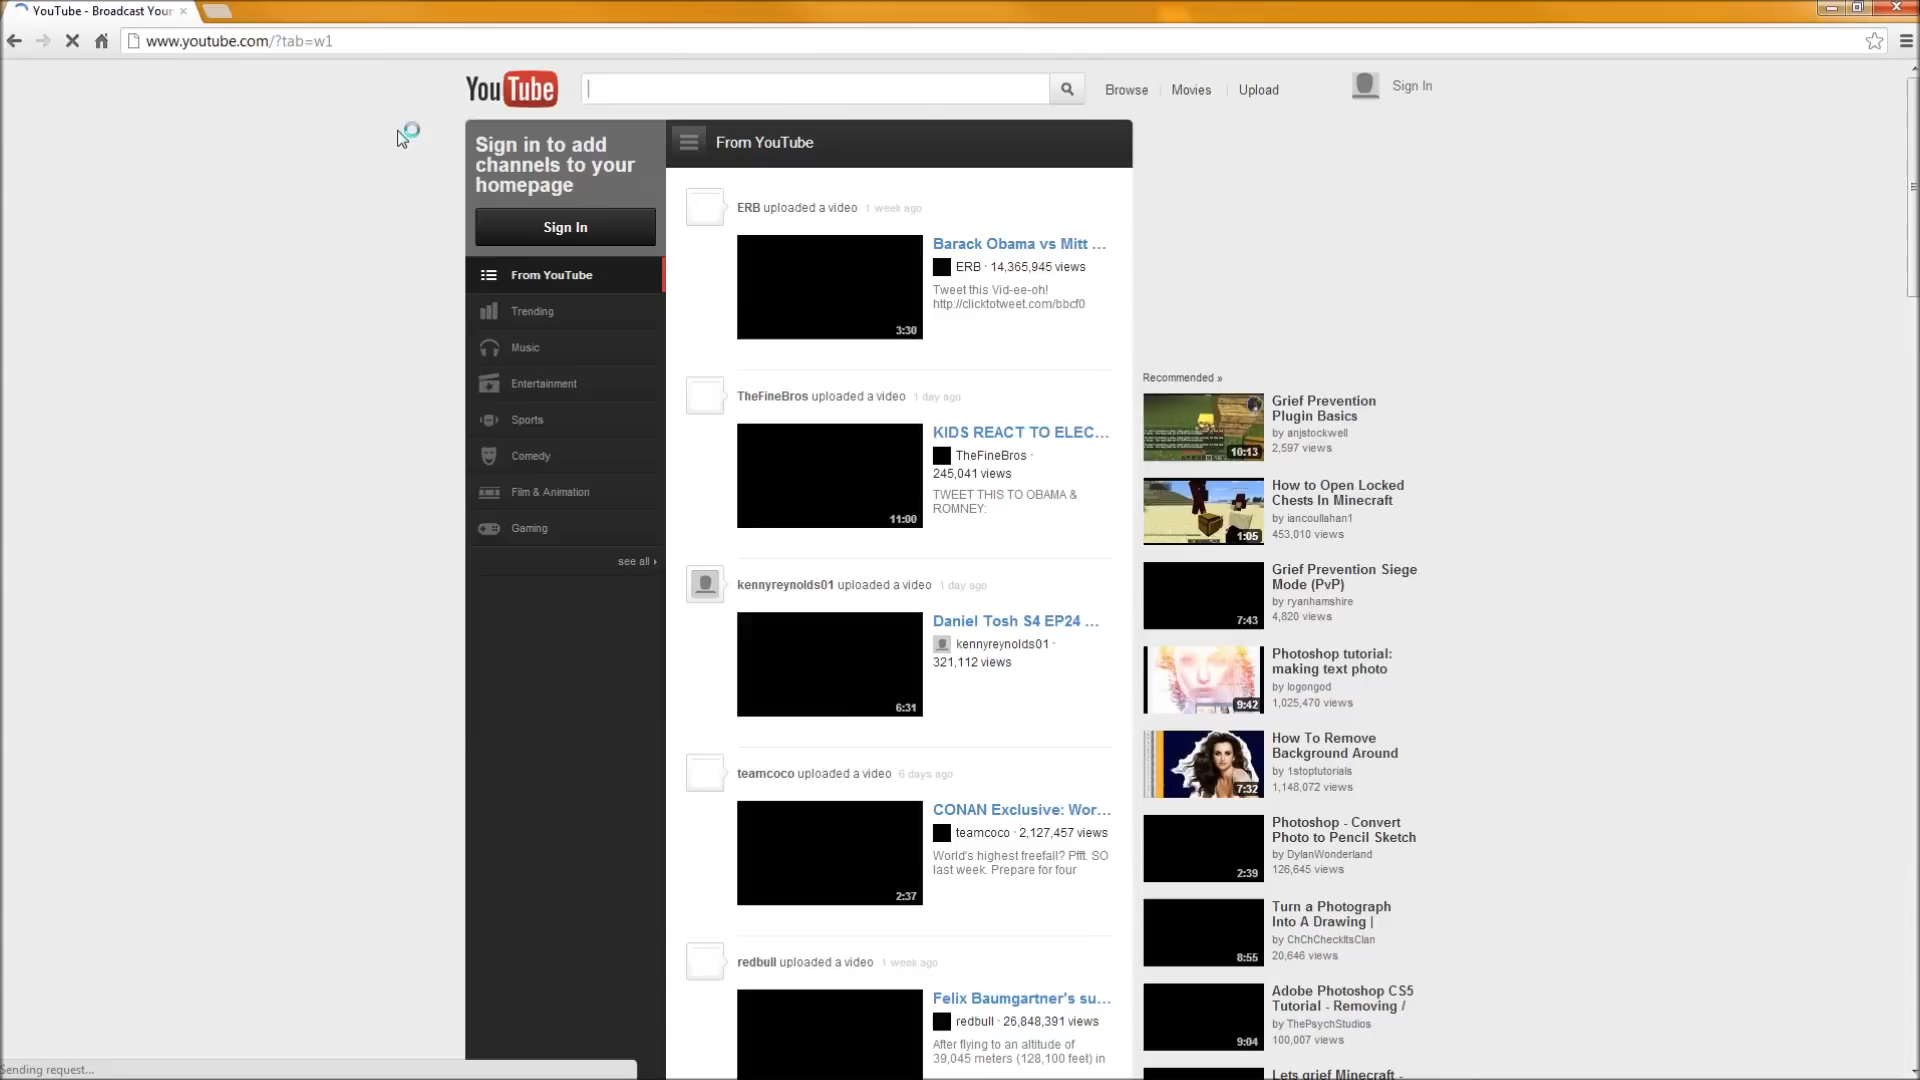 YouTube - Broadcast Your
www.youtube.com/?tab=w1
YouTube
Browse
Movies
Upload
Sign In
Sign in to add
channels to your
homepage
Sign In
From YouTube
Trending
Music
Entertainment
Sports
Comedy
Film & Animation
Gaming
see all
From YouTube
ERB uploaded a video 1 week ago
3:30
Barack Obama vs Mitt ...
ERB · 14,365,945 views
Tweet this Vid-ee-oh!
http://clicktotweet.com/bbcf0
TheFineBros uploaded a video 1 day ago
11:00
KIDS REACT TO ELEC...
TheFineBros ·
245,041 views
TWEET THIS TO OBAMA &
ROMNEY:
kennyreynolds01 uploaded a video 1 day ago
6:31
Daniel Tosh S4 EP24 ...
kennyreynolds01 ·
321,112 views
teamcoco uploaded a video 6 days ago
2:37
CONAN Exclusive: Wor...
teamcoco · 2,127,457 views
World's highest freefall? Pfft. SO
last week. Prepare for four
redbull uploaded a video 1 week ago
Felix Baumgartner's su...
redbull · 26,848,391 views
After flying to an altitude of
39,045 meters (128,100 feet) in
Recommended »
10:13
Grief Prevention
Plugin Basics
by anjstockwell
2,597 views
1:05
How to Open Locked
Chests In Minecraft
by iancoullahan1
453,010 views
7:43
Grief Prevention Siege
Mode (PvP)
by ryanhamshire
4,820 views
9:42
Photoshop tutorial:
making text photo
by logongod
1,025,470 views
7:32
How To Remove
Background Around
by 1stoptutorials
1,148,072 views
2:39
Photoshop - Convert
Photo to Pencil Sketch
by DylanWonderland
126,645 views
8:55
Turn a Photograph
Into A Drawing |
by ChChCheckItsClan
20,646 views
9:04
Adobe Photoshop CS5
Tutorial - Removing /
by ThePsychStudios
100,007 views
Lets grief Minecraft -
Sending request...